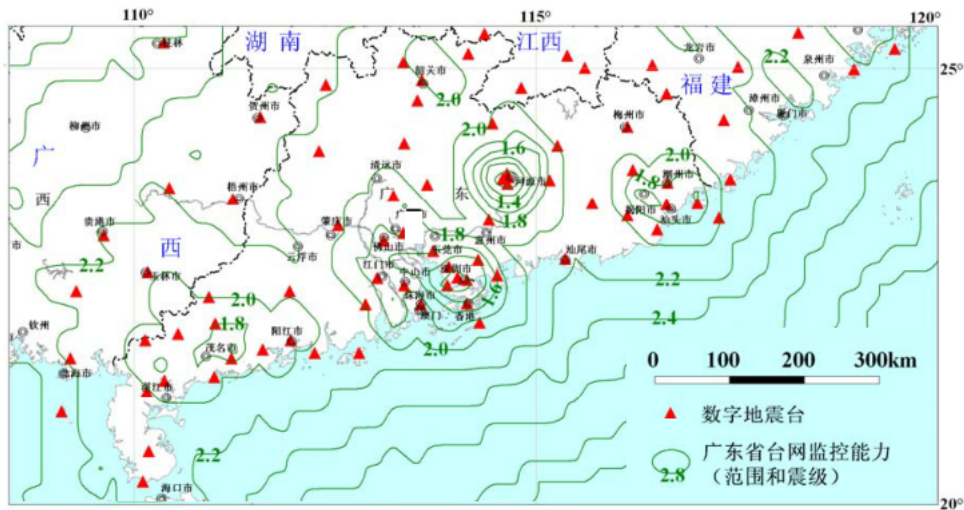 110°
115°
120°
湖 南
江西
桂林
龙岩市
泉州市
25°
韶关市
2.2
福 建
2.0
贺州市
漳州市
厦门市
柳州市
2.0
梅州市
1.6
2.0
广
清远市
河源市
潮州市
1.8
西
梧州市
广
东
1.4
揭阳市
汕头市
贵港市
肇庆市
1.8
1.8
惠州市
佛山市
东莞市
云浮市
汕尾市
西
2.2
江门市
中山市
深圳市
2.2
玉林市
珠海市
1.6
2.0
澳门
香港
2.4
1.8
钦州
阳江市
2.0
茂名市
0 100 200 300km
北海市
湛江市
数字地震台
2.2
广东省台网监控能力
2.8
(范围和震级)
海口市
20°